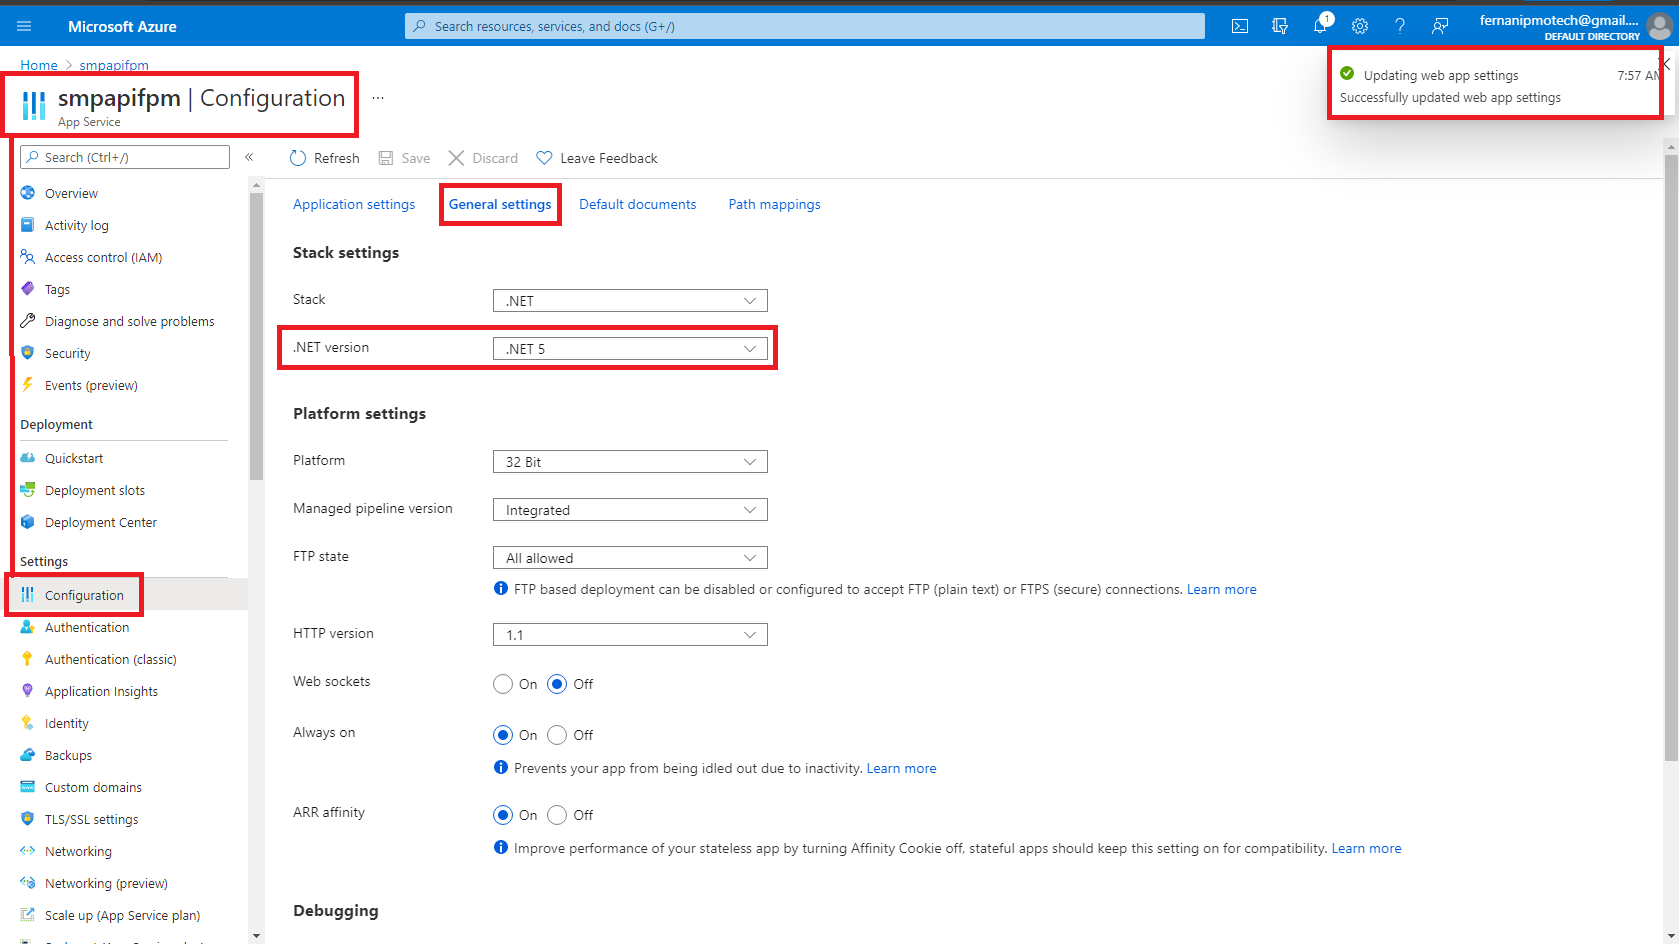 Microsoft Azure
Search resources, services, and docs (G+/)
1
fernanipmotech@gmail....
DEFAULT DIRECTORY
Home > smpapifpm
Updating web app settings 7:57 AM
Successfully updated web app settings
smpapifpm | Configuration ...
App Service
Search (Ctrl+/)
«
Refresh
Save
Discard
Leave Feedback
Overview
Activity log
Access control (IAM)
Tags
Diagnose and solve problems
Security
Events (preview)
Deployment
Quickstart
Deployment slots
Deployment Center
Settings
Configuration
Authentication
Authentication (classic)
Application Insights
Identity
Backups
Custom domains
TLS/SSL settings
Networking
Networking (preview)
Scale up (App Service plan)
Application settings
General settings
Default documents
Path mappings
Stack settings
Stack .NET
.NET version .NET 5
Platform settings
Platform 32 Bit
Managed pipeline version Integrated
FTP state All allowed
FTP based deployment can be disabled or configured to accept FTP (plain text) or FTPS (secure) connections. Learn more
HTTP version 1.1
Web sockets On Off
Always on On Off
Prevents your app from being idled out due to inactivity. Learn more
ARR affinity On Off
Improve performance of your stateless app by turning Affinity Cookie off, stateful apps should keep this setting on for compatibility. Learn more
Debugging